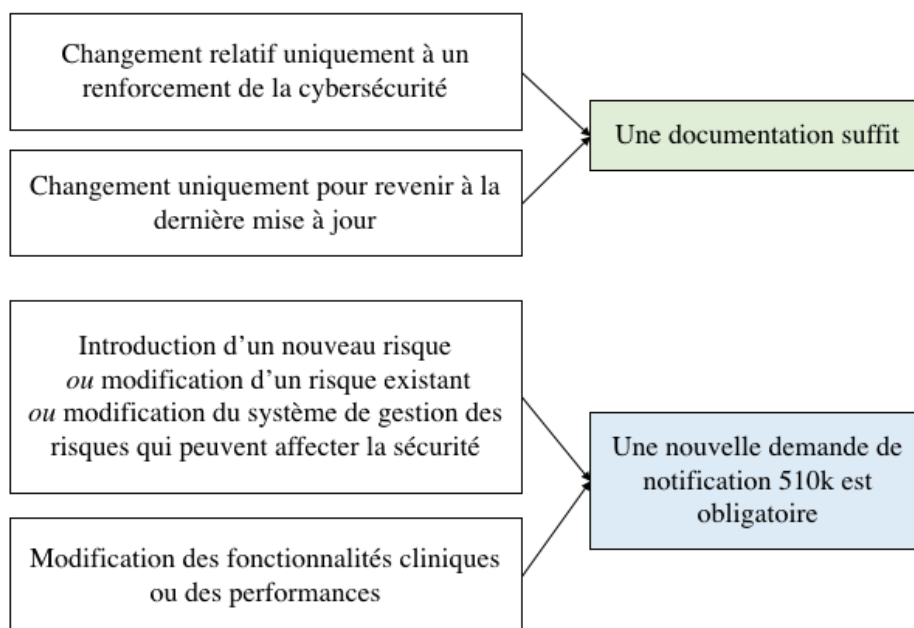 Changement relatif uniquement à un
renforcement de la cybersécurité
Une documentation suffit
Changement uniquement pour revenir à la
dernière mise à jour
Introduction d’un nouveau risque
ou modification d’un risque existant
ou modification du système de gestion des
risques qui peuvent affecter la sécurité
Une nouvelle demande de
notification 510k est
obligatoire
Modification des fonctionnalités cliniques
ou des performances